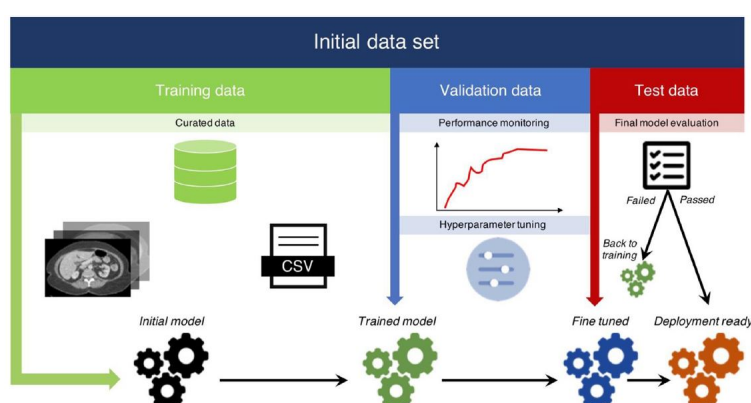 Initial data set
Training data
Validation data
Test data
Curated data
Performance monitoring
Final model evaluation
Failed
Passed
Hyperparameter tuning
Back to
training
CSV
Initial model
Trained model
Fine tuned
Deployment ready